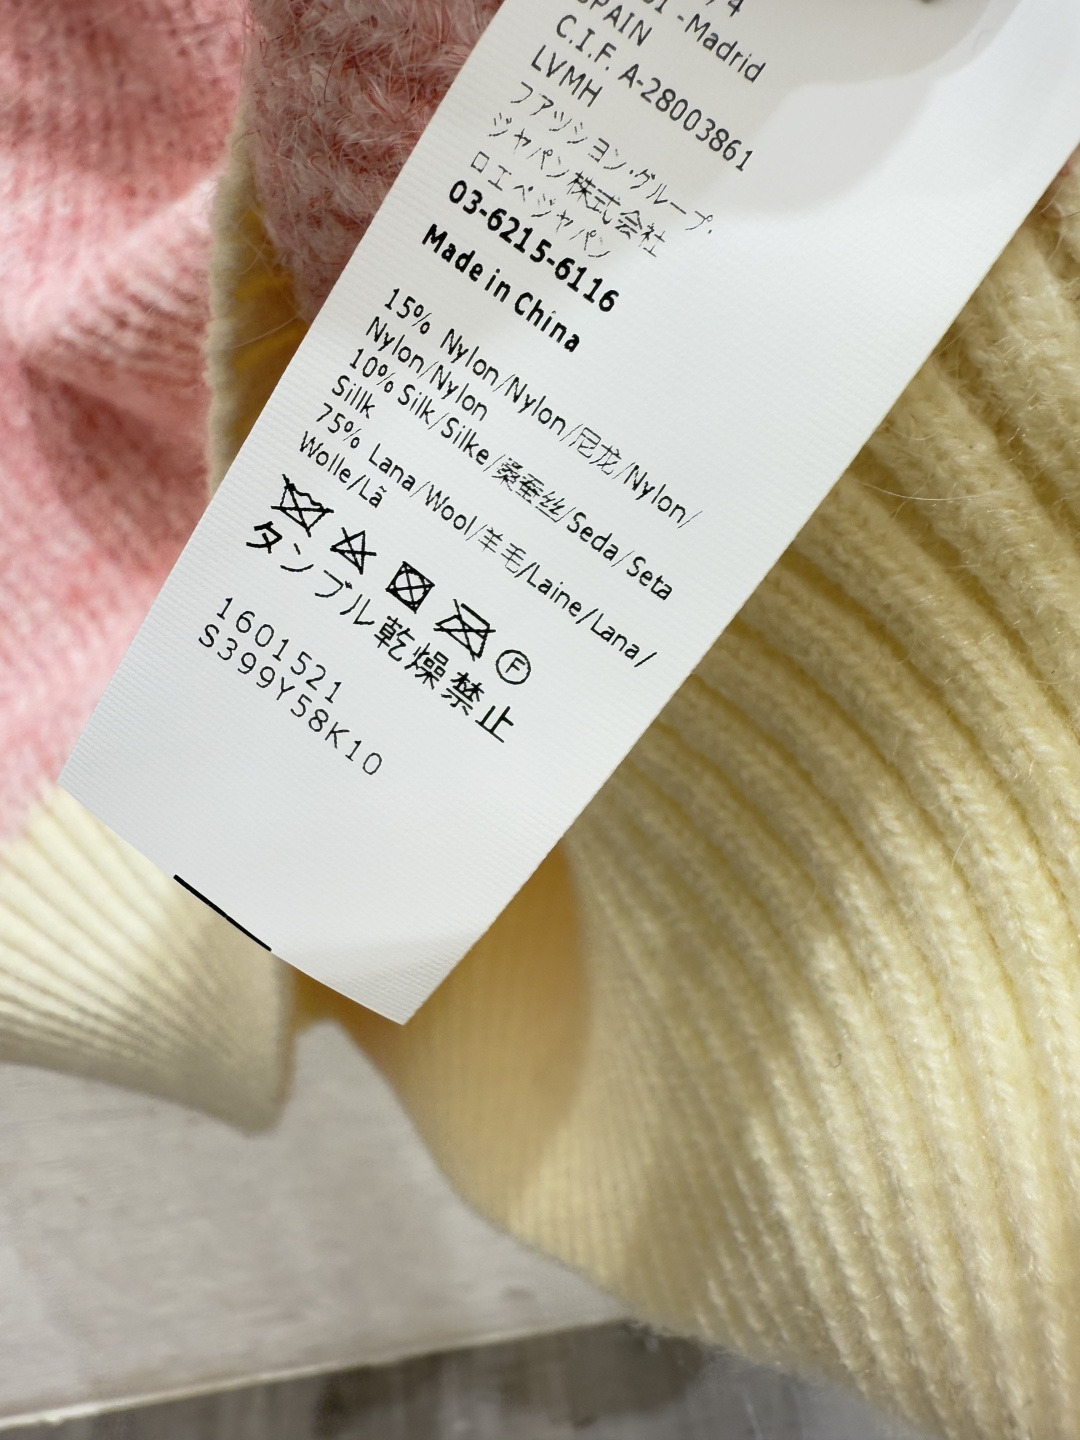 -Madrid
SPAIN
C.I.F. A-28003861
LVMH
ファッション・グループ・
ジャパン株式会社
ロエベジャパン
03-6215-6116
Made in China
15% Nylon/Nylon/尼龙/Nylon/
Nylon/Nylon
10% Silk/Silke/桑蚕丝/Seda/Seta
Sillk
75% Lana/Wool/羊毛/Laine/Lana/
Wolle/Lã
F
タンブル乾燥禁止
1601521
S399Y58K10